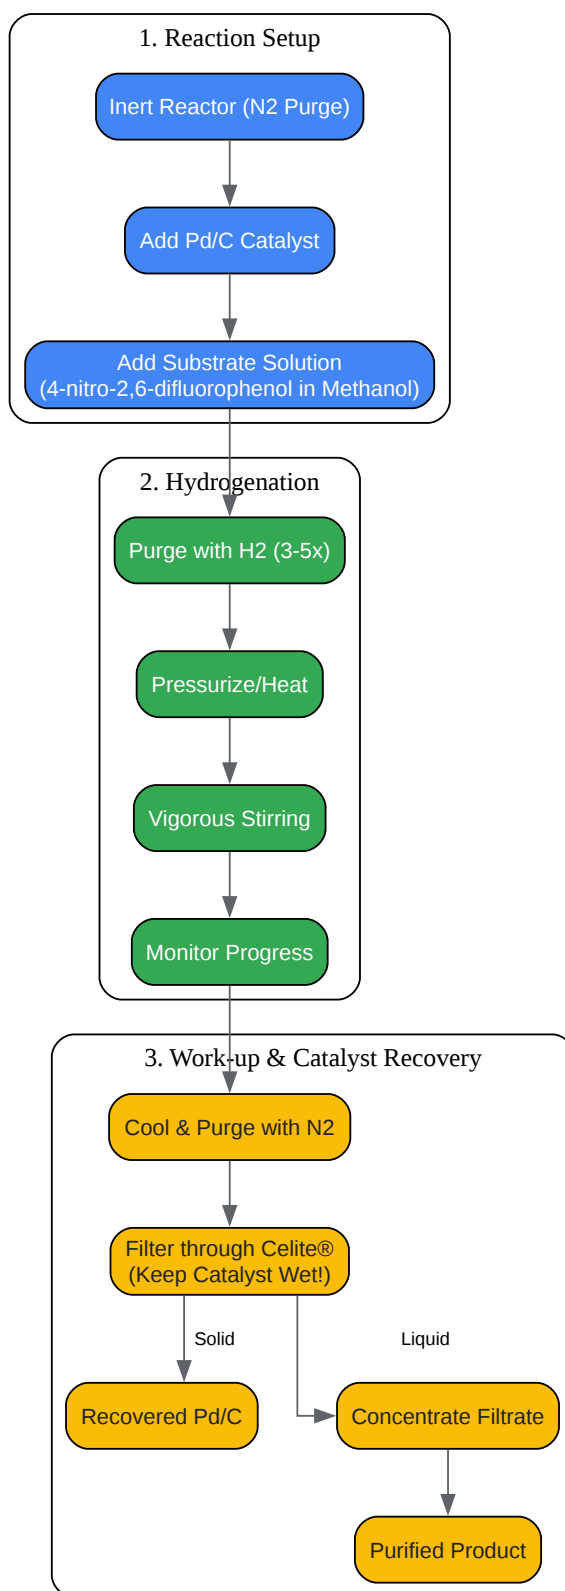 1. Reaction Setup
Inert Reactor (N2 Purge)
Add Pd/C Catalyst
Add Substrate Solution
(4-nitro-2,6-difluorophenol in Methanol)
2. Hydrogenation
Purge with H2 (3-5x)
Pressurize/Heat
Vigorous Stirring
Monitor Progress
3. Work-up & Catalyst Recovery
Cool & Purge with N2
Filter through Celite®
(Keep Catalyst Wet!)
Solid
Liquid
Recovered Pd/C
Concentrate Filtrate
Purified Product